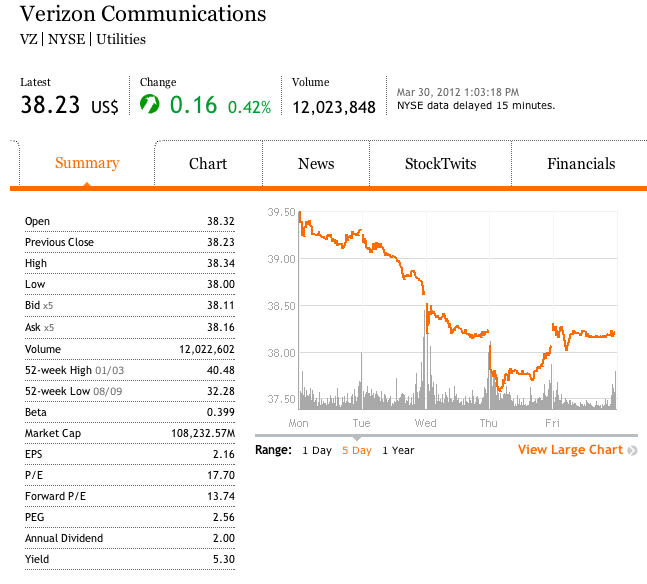 Verizon Communications
VZ | NYSE | Utilities
Latest
38.23 US$
Change
0.16 0.42%
Volume
12,023,848
Mar 30, 2012 1:03:18 PM
NYSE data delayed 15 minutes.
Summary Chart News StockTwits Financials
Open 38.32
Previous Close 38.23
High 38.34
Low 38.00
Bid x5 38.11
Ask x5 38.16
Volume 12,022,602
52-week High 01/03 40.48
52-week Low 08/09 32.28
Beta 0.399
Market Cap 108,232.57M
EPS 2.16
P/E 17.70
Forward P/E 13.74
PEG 2.56
Annual Dividend 2.00
Yield 5.30
39.50
39.00
38.50
38.00
37.50
Mon Tue Wed Thu Fri
Range: 1 Day 5 Day 1 Year
View Large Chart